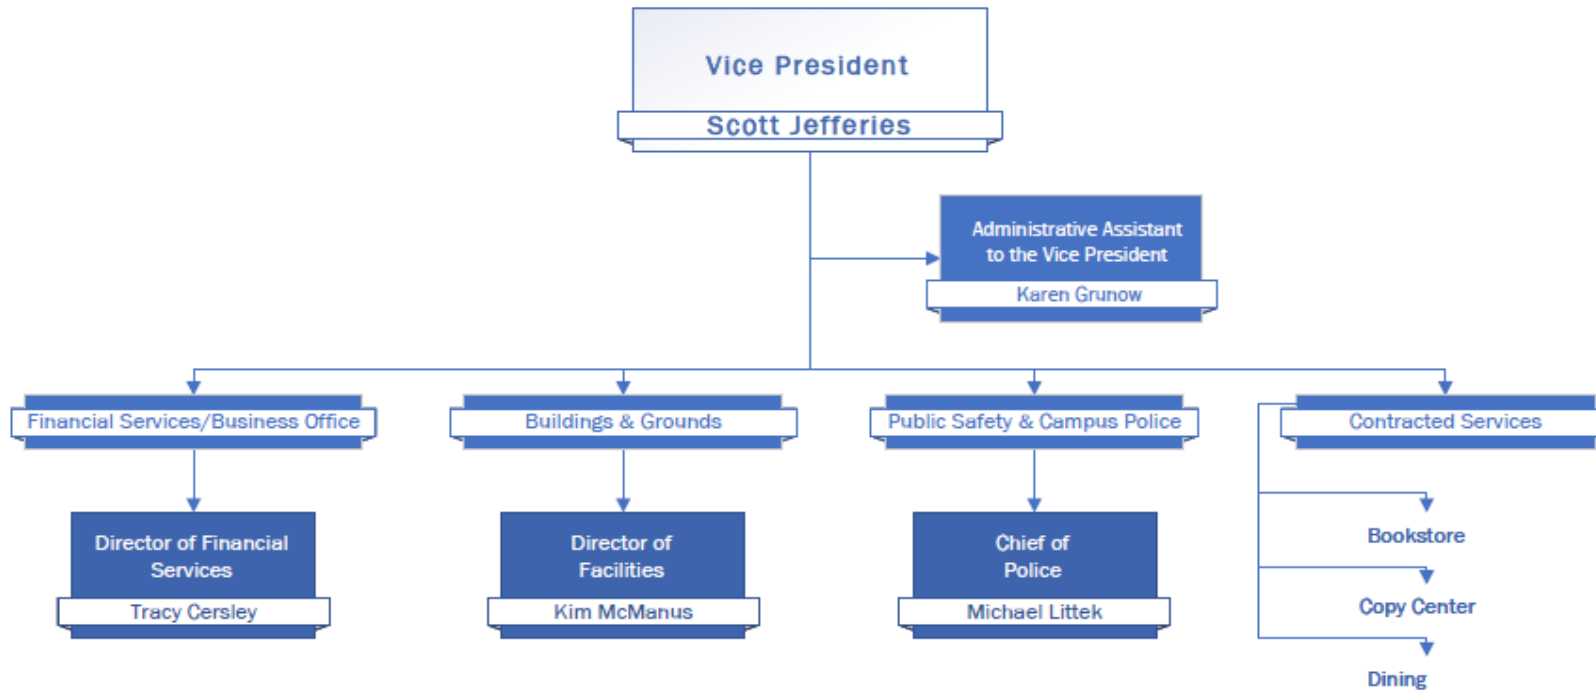 Vice President
Scott Jefferies
Administrative Assistant
to the Vice President
Karen Grunow
Financial Services/Business Office
Buildings & Grounds
Public Safety & Campus Police
Contracted Services
Director of Financial
Services
Tracy Cersley
Director of
Facilities
Kim McManus
Chief of
Police
Michael Littek
Bookstore
Copy Center
Dining